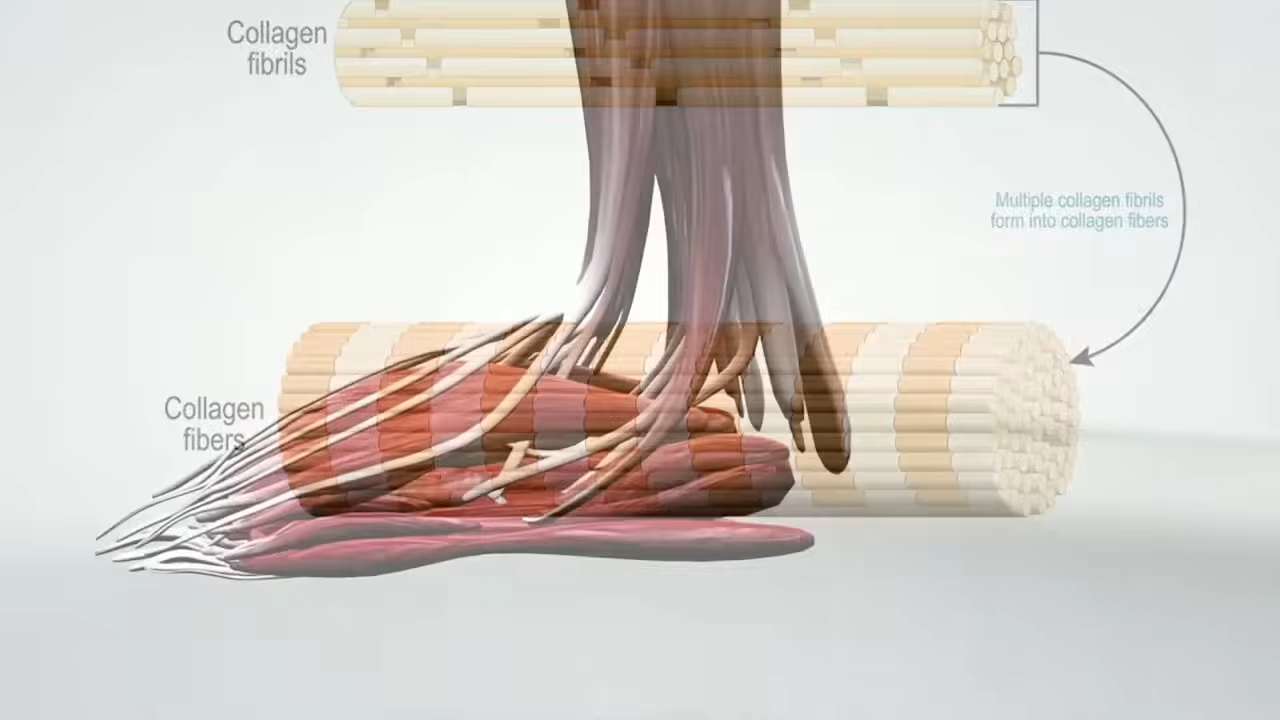 Collagen
fibrils
Multiple collagen fibrils
form into collagen fibers
Collagen
fibers